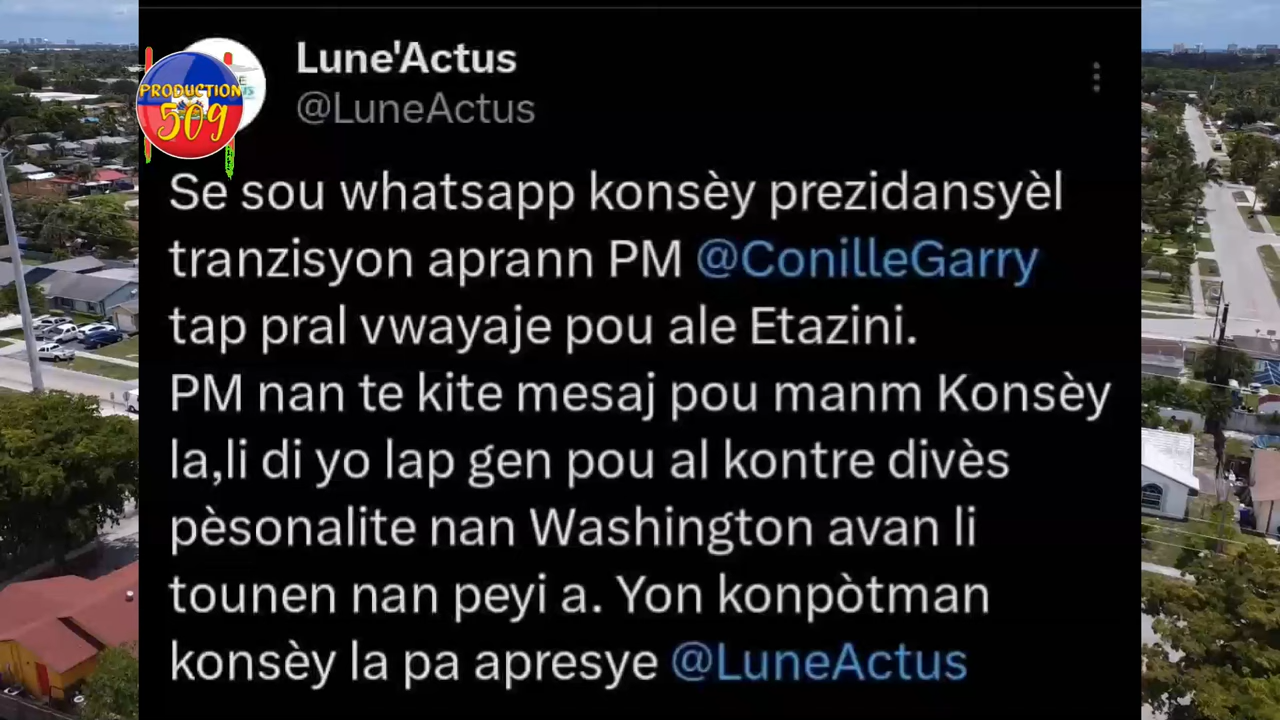 Lune'Actus
@LuneActus
PRODUCTION
509
Se sou whatsapp konsèy prezidansyèl
tranzisyon aprann PM @ConilleGarry
tap pral vwayaje pou ale Etazini.
PM nan te kite mesaj pou manm Konsèy
la,li di yo lap gen pou al kontre divès
pèsonalite nan Washington avan li
tounen nan peyi a. Yon konpòtman
konsèy la pa apresye @LuneActus